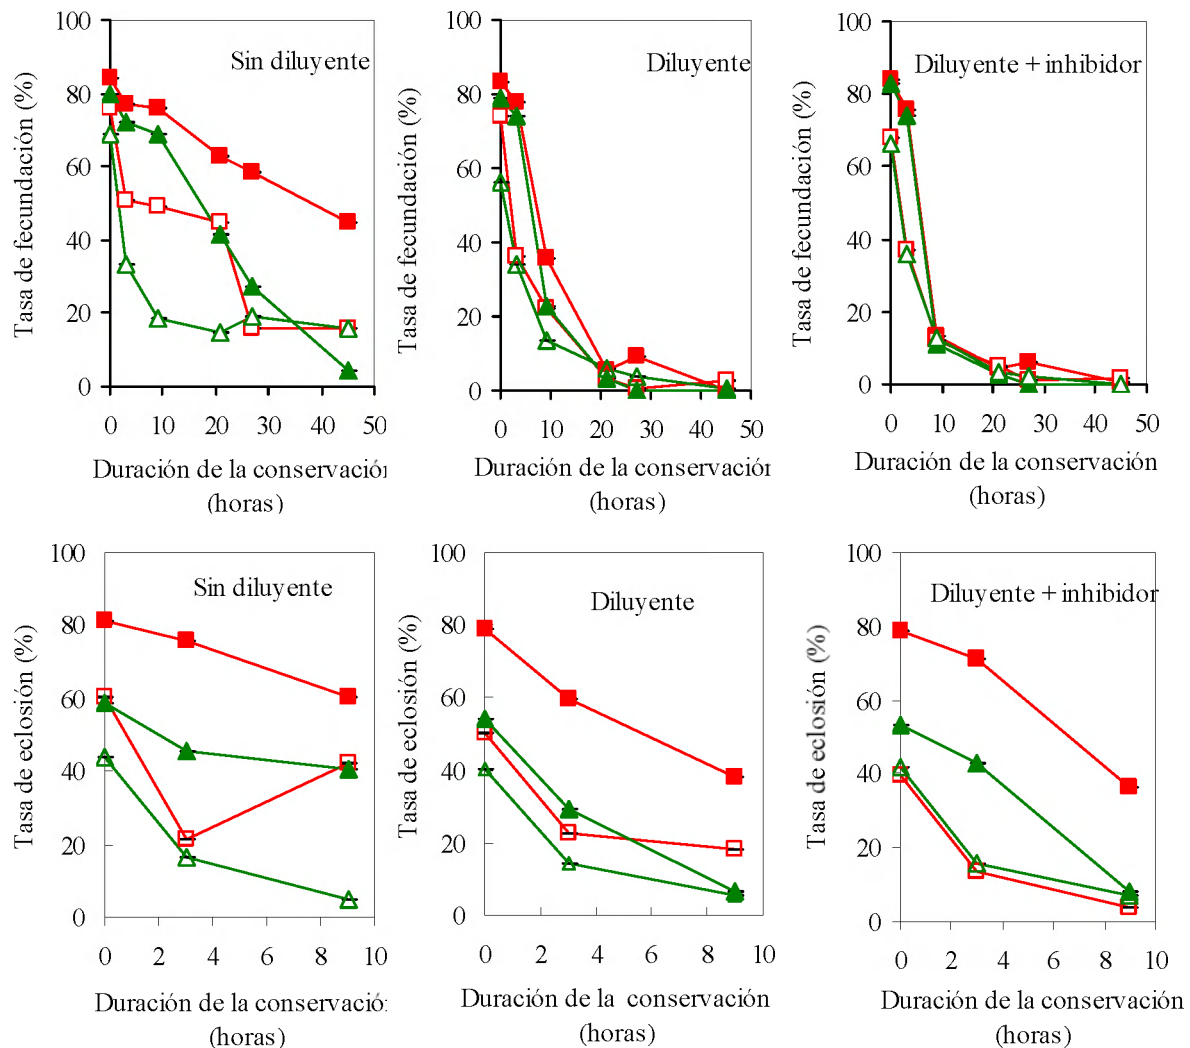 Tasa de fecundación (%)
100
80
60
40
20
0
Sin diluyente
0 10 20 30 40 50
Duración de la conservación
(horas)
Tasa de fecundación (%)
100
80
60
40
20
0
Diluyente
0 10 20 30 40 50
Duración de la conservación
(horas)
Tasa de fecundación (%)
100
80
60
40
20
0
Diluyente + inhibidor
0 10 20 30 40 50
Duración de la conservación
(horas)
Tasa de eclosión (%)
100
80
60
40
20
0
Sin diluyente
0 2 4 6 8 10
Duración de la conservación
(horas)
Tasa de eclosión (%)
100
80
60
40
20
0
Diluyente
0 2 4 6 8 10
Duración de la conservación
(horas)
Tasa de eclosión (%)
100
80
60
40
20
0
Diluyente + inhibidor
0 2 4 6 8 10
Duración de la conservación
(horas)